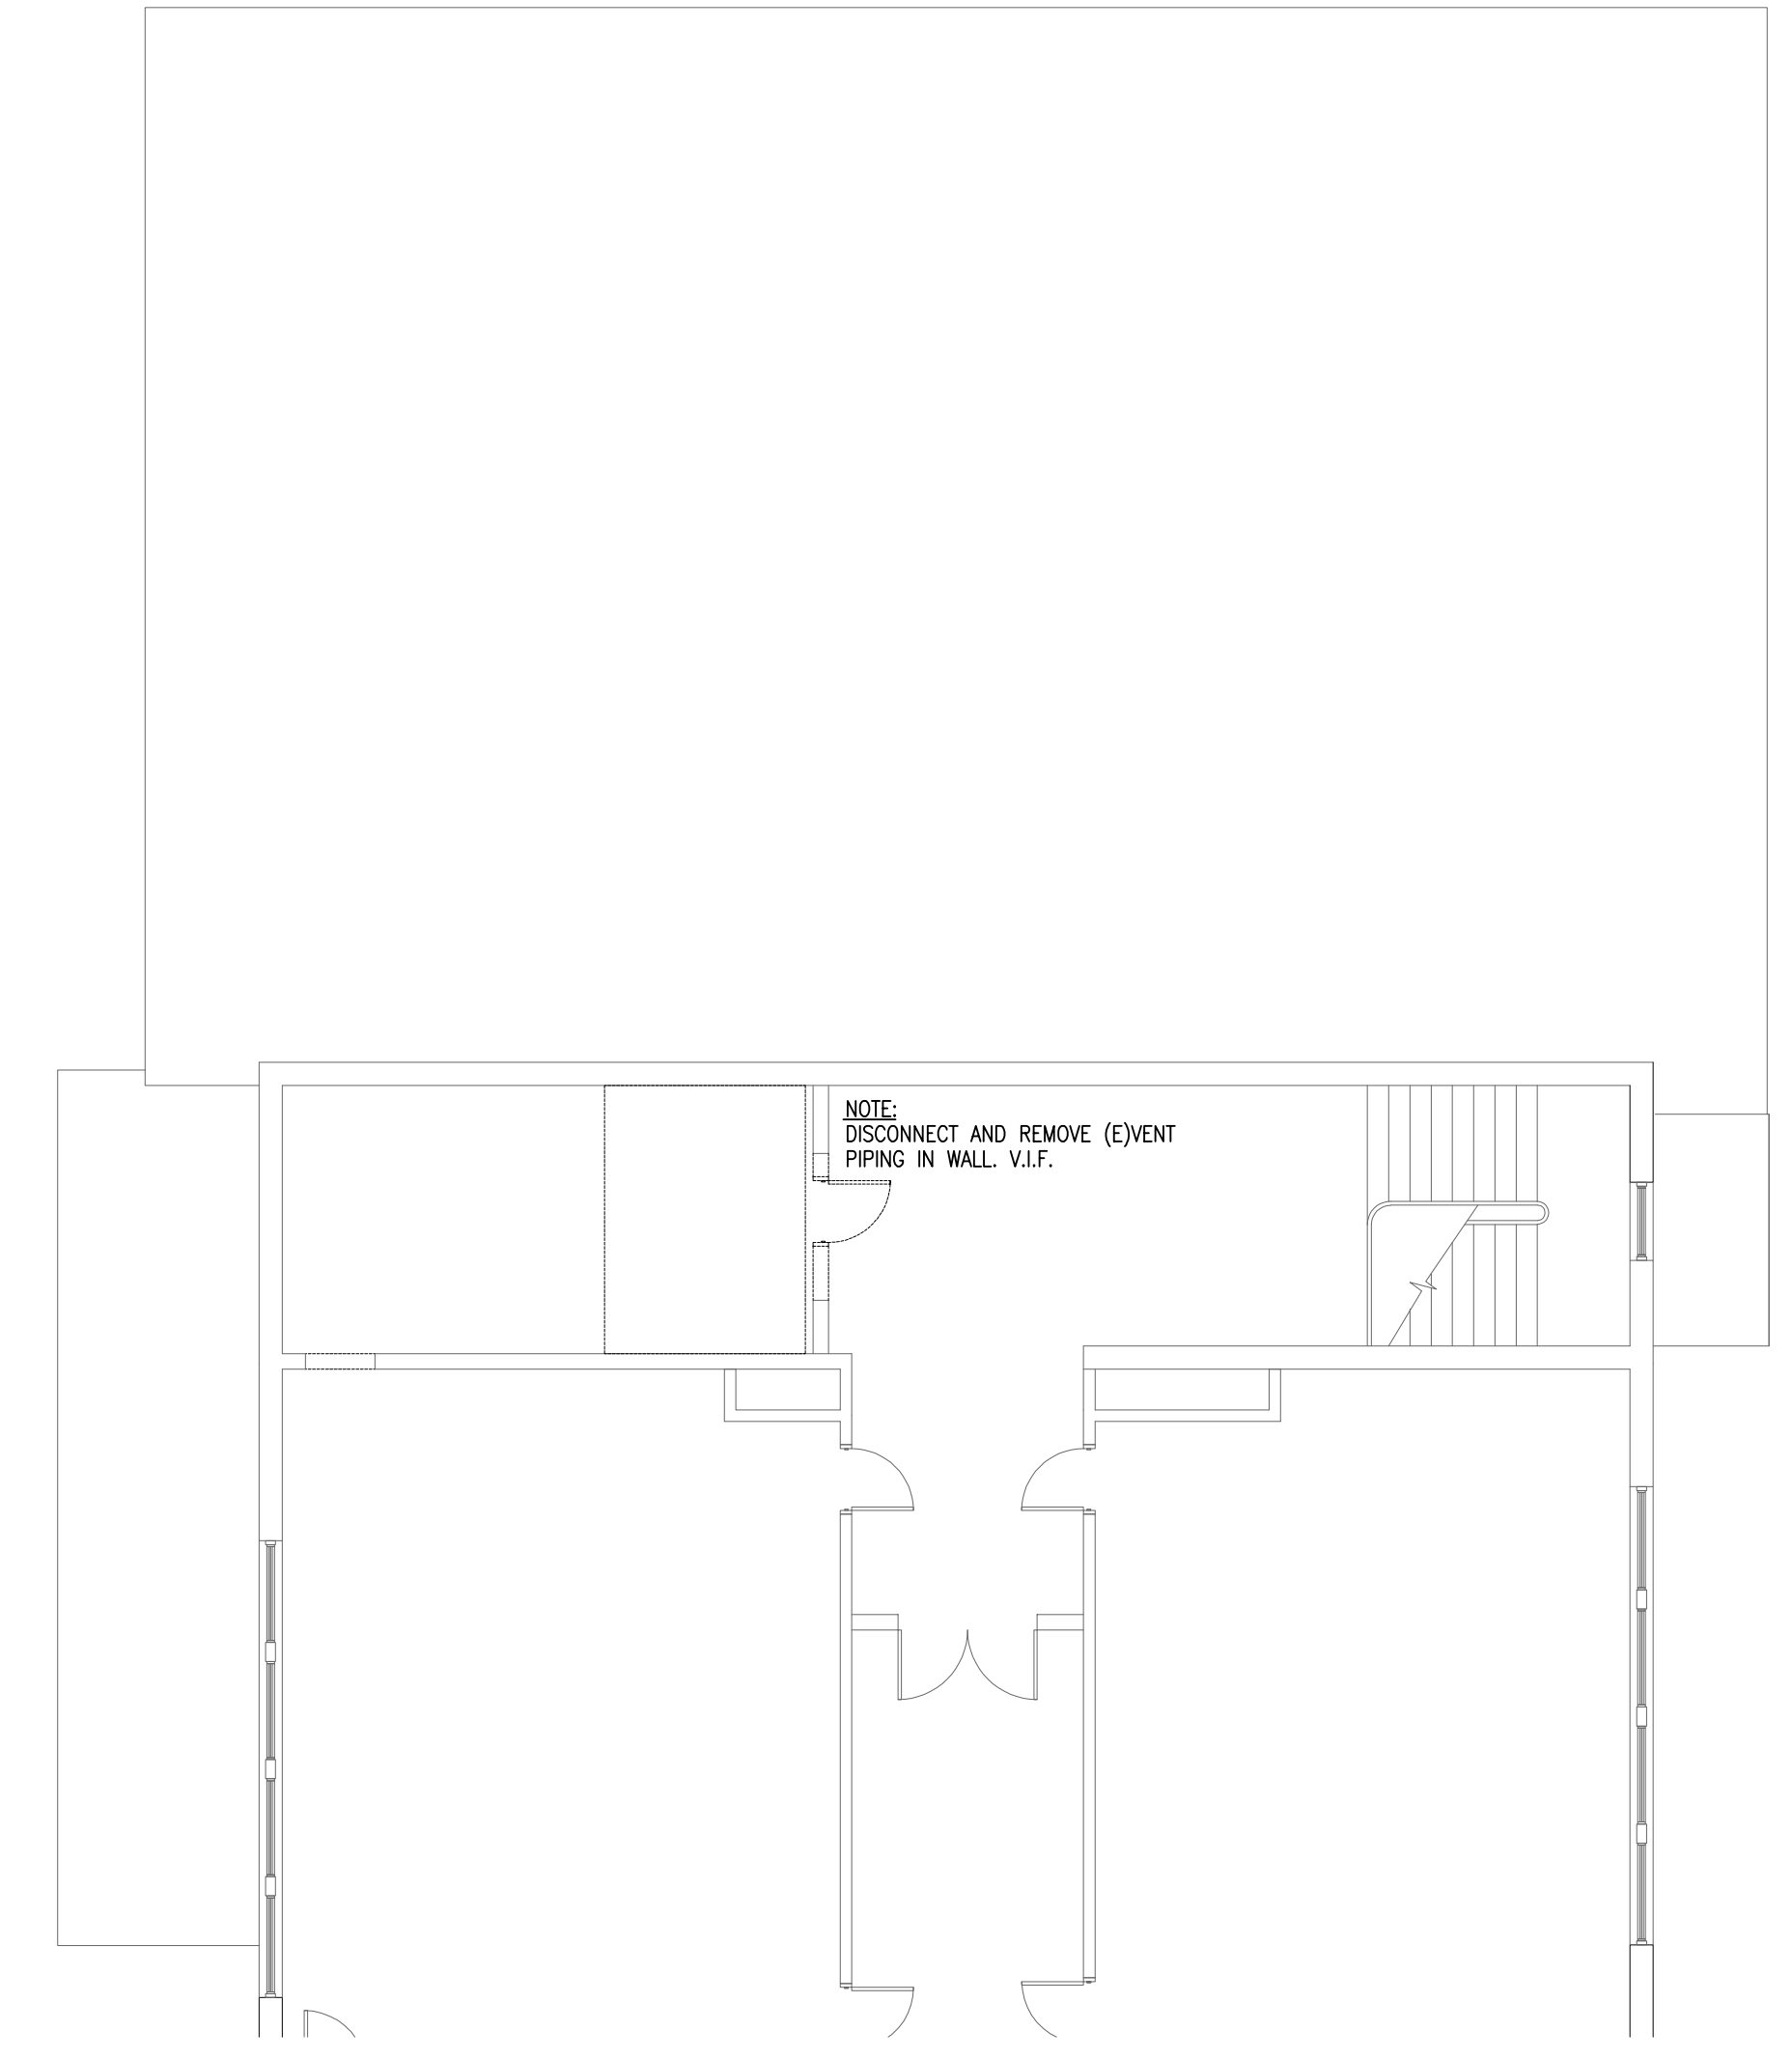 NOTE:
DISCONNECT AND REMOVE (E)VENT
PIPING IN WALL. V.I.F.